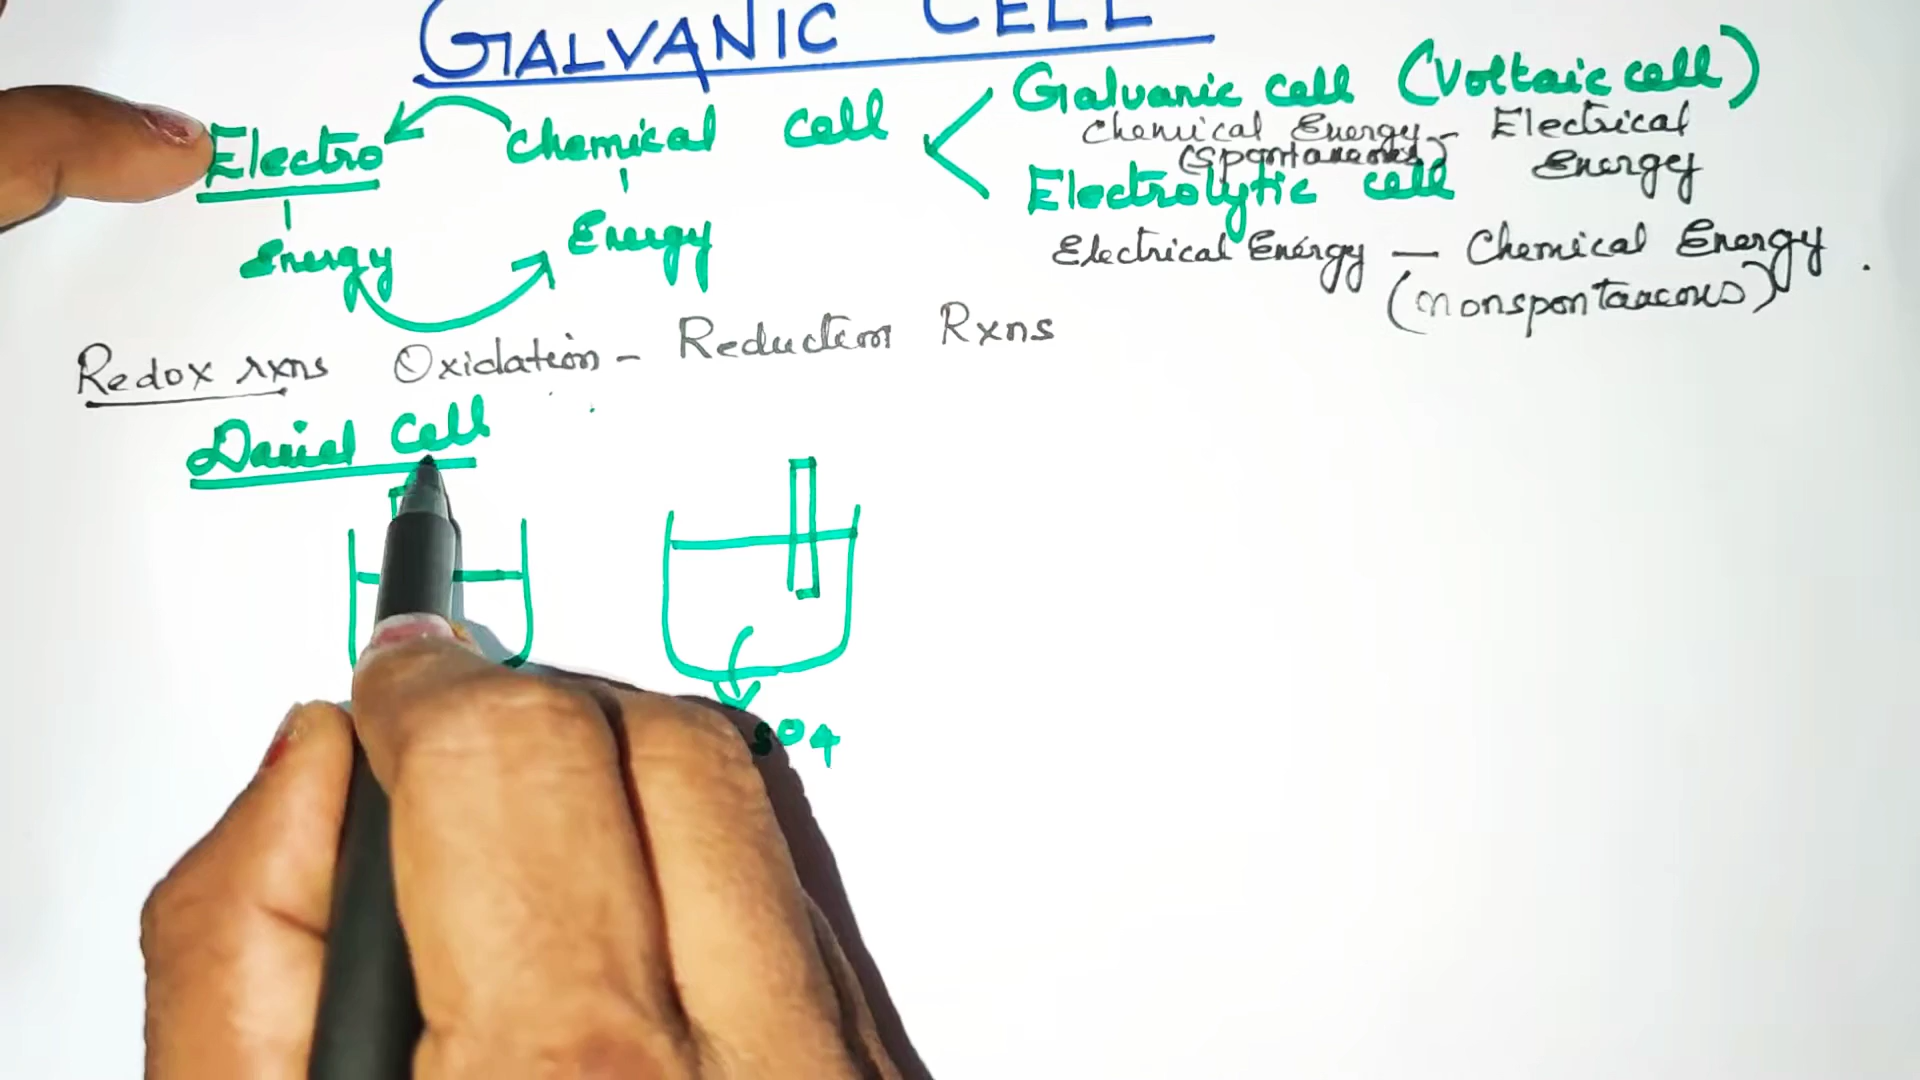 GALVANIC CELL
Electro chemical cell
Energy Energy
Galvanic cell (Voltaic cell)
Chemical Energy - Electrical Energy
(Spontaneous)
Electrolytic cell
Electrical Energy — Chemical Energy
(nonspontaneous)
Redox rxns Oxidation - Reduction Rxns
Danial Cell
SO4